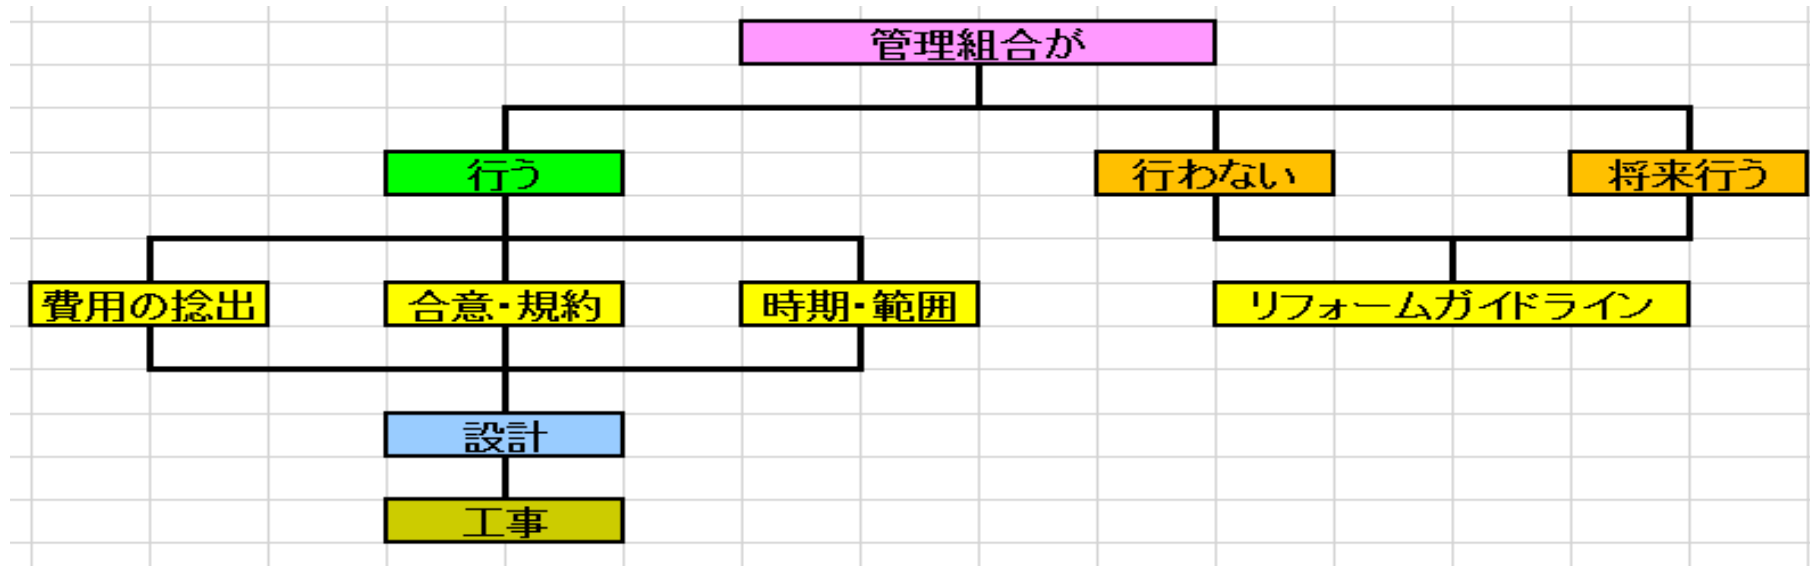 管理組合が
行う
行わない
将来行う
費用の捻出
合意・規約
時期・範囲
リフォームガイドライン
設計
工事